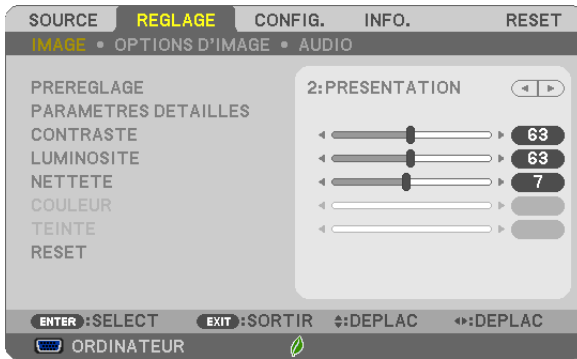 SOURCE REGLAGE CONFIG. INFO. RESET
IMAGE • OPTIONS D'IMAGE • AUDIO
PREREGLAGE 2:PRESENTATION
PARAMETRES DETAILLES
CONTRASTE 63
LUMINOSITE 63
NETTETE 7
COULEUR
TEINTE
RESET
ENTER :SELECT EXIT :SORTIR :DEPLAC :DEPLAC
ORDINATEUR